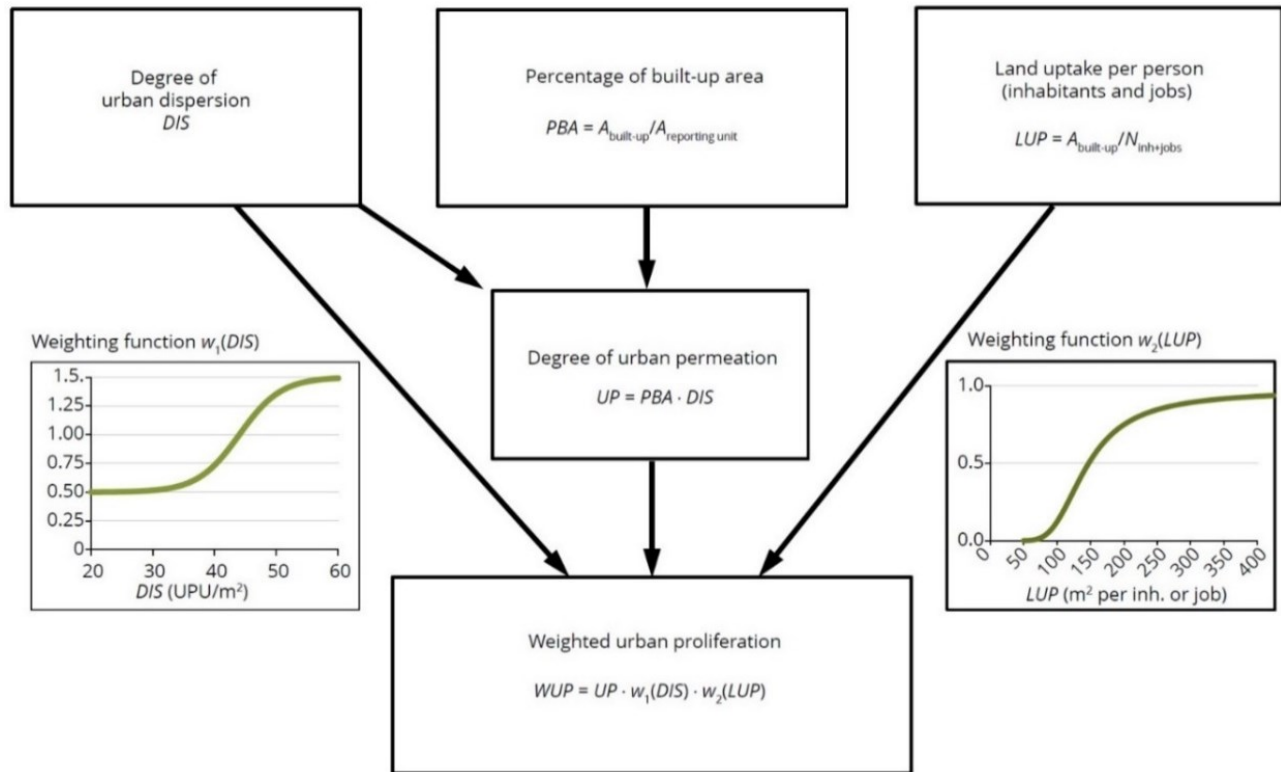 Degree of
urban dispersion
DIS
Percentage of built-up area
PBA = A_built-up/A_reporting unit
Land uptake per person
(inhabitants and jobs)
LUP = A_built-up/N_inh+jobs
Degree of urban permeation
UP = PBA · DIS
Weighting function w₁(DIS)
1.5.
1.25
1.00
0.75
0.50
0.25
0
20 30 40 50 60
DIS (UPU/m²)
Weighting function w₂(LUP)
1.0
0.5
0.0
0 50 100 150 200 250 300 350 400
LUP (m² per inh. or job)
Weighted urban proliferation
WUP = UP · w₁(DIS) · w₂(LUP)